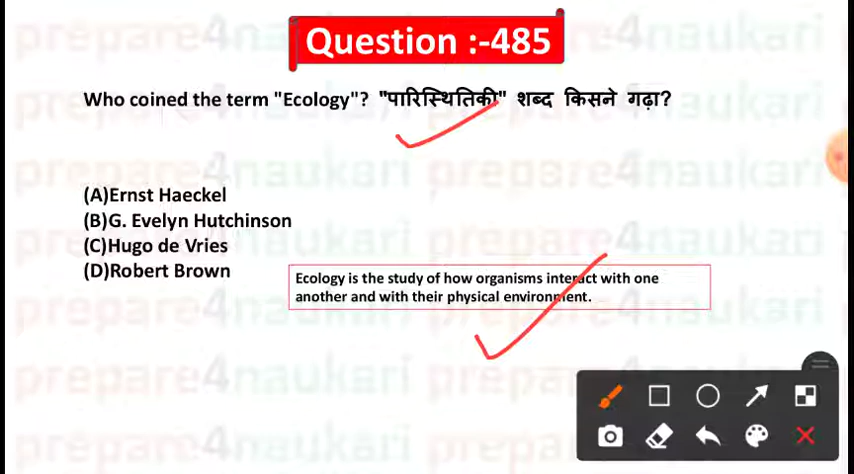 Question :-485
Who coined the term "Ecology"? "पारिस्थितिकी" शब्द किसने गढ़ा?
(A)Ernst Haeckel
(B)G. Evelyn Hutchinson
(C)Hugo de Vries
(D)Robert Brown
Ecology is the study of how organisms interact with one
another and with their physical environment.
prepare4naukari